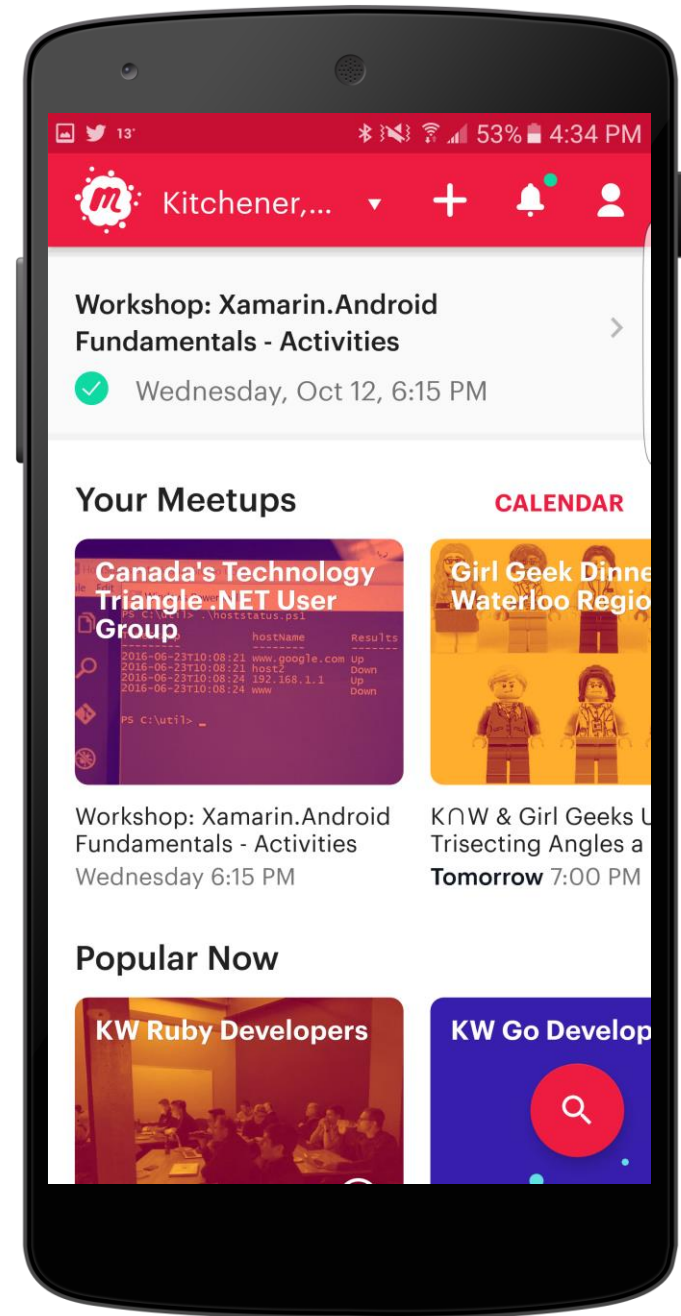 13°
53% 4:34 PM
m
Kitchener,...
Workshop: Xamarin.Android
Fundamentals - Activities
Wednesday, Oct 12, 6:15 PM
Your Meetups
CALENDAR
Canada's Technology
Triangle .NET User
Group
PS C:\util> .\hoststatus.ps1
hostName Results
2016-06-23T10:08:21 www.google.com Up
2016-06-23T10:08:21 host2 Down
2016-06-23T10:08:24 192.168.1.1 Up
2016-06-23T10:08:24 www Down
PS C:\util> _
Workshop: Xamarin.Android
Fundamentals - Activities
Wednesday 6:15 PM
Girl Geek Dinne
Waterloo Regio
K∩W & Girl Geeks U
Trisecting Angles a
Tomorrow 7:00 PM
Popular Now
KW Ruby Developers
KW Go Develop